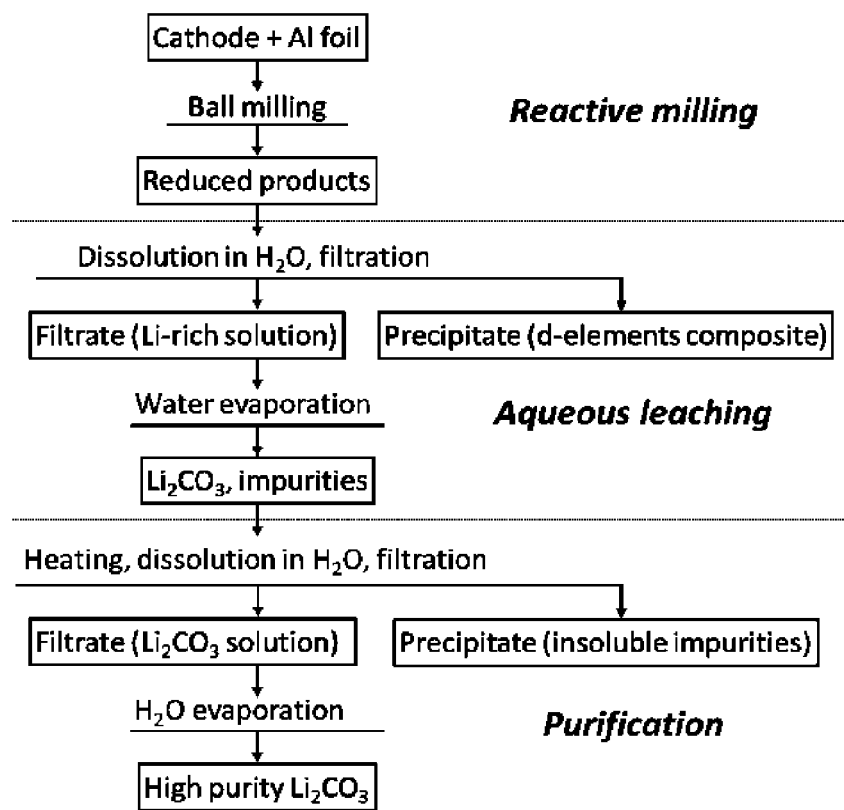 Cathode + Al foil
Ball milling
Reactive milling
Reduced products
Dissolution in H₂O, filtration
Filtrate (Li-rich solution)
Precipitate (d-elements composite)
Water evaporation
Aqueous leaching
Li₂CO₃, impurities
Heating, dissolution in H₂O, filtration
Filtrate (Li₂CO₃ solution)
Precipitate (insoluble impurities)
H₂O evaporation
Purification
High purity Li₂CO₃